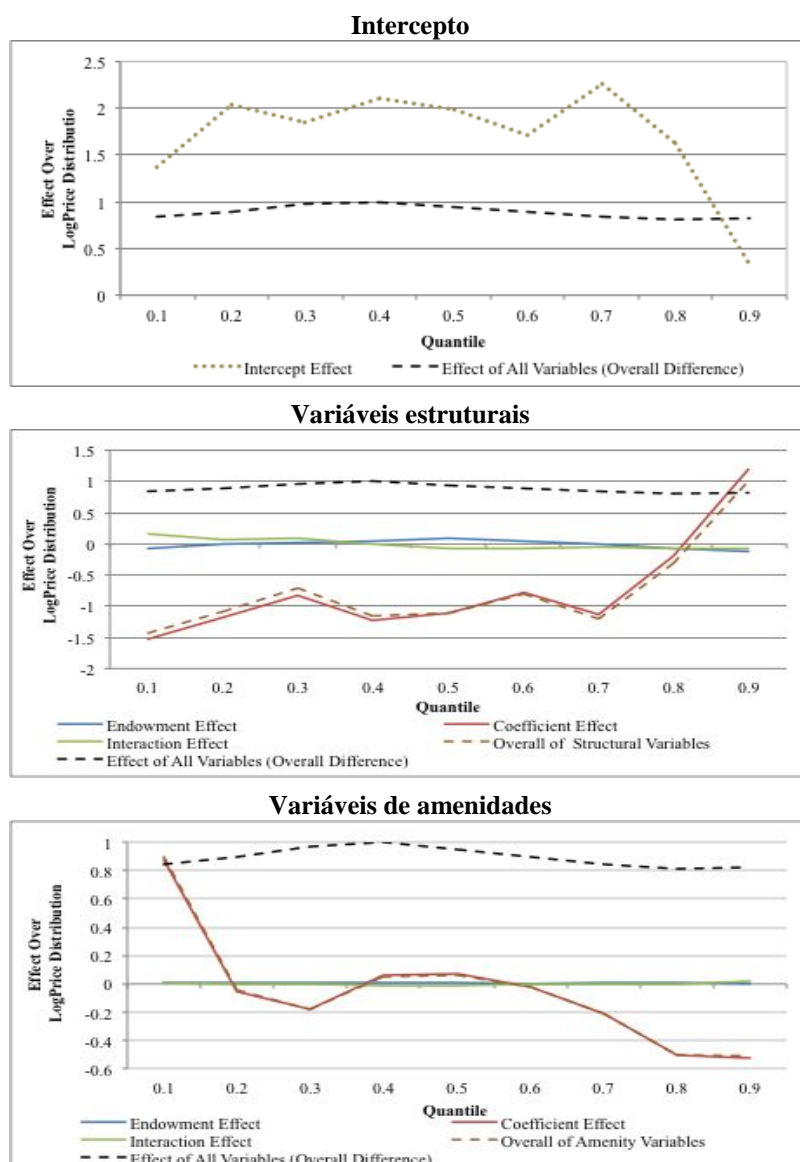 Intercepto
2.5
2
1.5
1
0.5
0
Effect Over
LogPrice Distributio
0.1 0.2 0.3 0.4 0.5 0.6 0.7 0.8 0.9
Quantile
Intercept Effect Effect of All Variables (Overall Difference)
Variáveis estruturais
1.5
1
0.5
0
-0.5
-1
-1.5
-2
Effect Over
LogPrice Distribution
0.1 0.2 0.3 0.4 0.5 0.6 0.7 0.8 0.9
Quantile
Endowment Effect Coefficient Effect
Interaction Effect Overall of Structural Variables
Effect of All Variables (Overall Difference)
Variáveis de amenidades
1
0.8
0.6
0.4
0.2
0
-0.2
-0.4
-0.6
Effect Over
LogPrice Distribution
0.1 0.2 0.3 0.4 0.5 0.6 0.7 0.8 0.9
Quantile
Endowment Effect Coefficient Effect
Interaction Effect Overall of Amenity Variables
Effect of All Variables (Overall Difference)